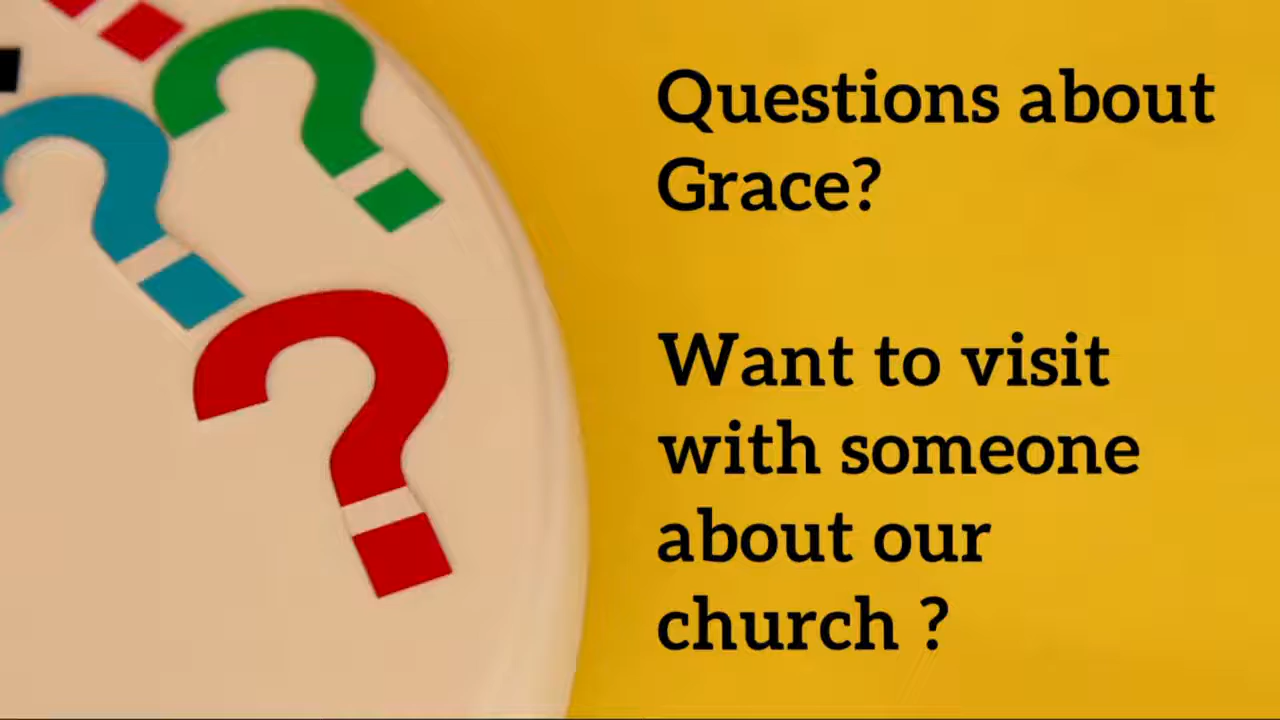 Questions about
Grace?
Want to visit
with someone
about our
church ?